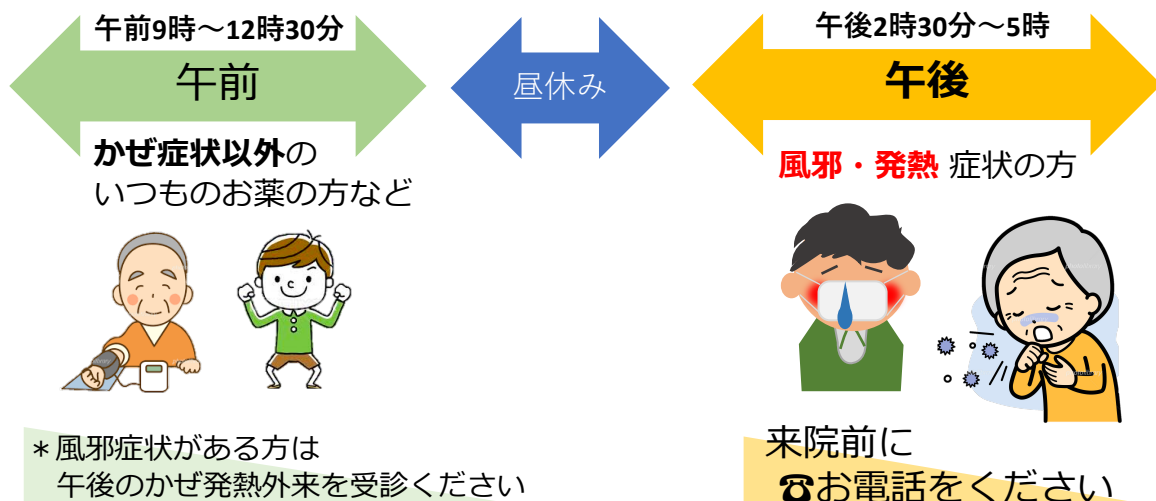 午前9時～12時30分
午前
かぜ症状以外の
いつものお薬の方など
＊風邪症状がある方は
午後のかぜ発熱外来を受診ください
昼休み
午後2時30分～5時
午後
風邪・発熱 症状の方
来院前に
☎お電話をください